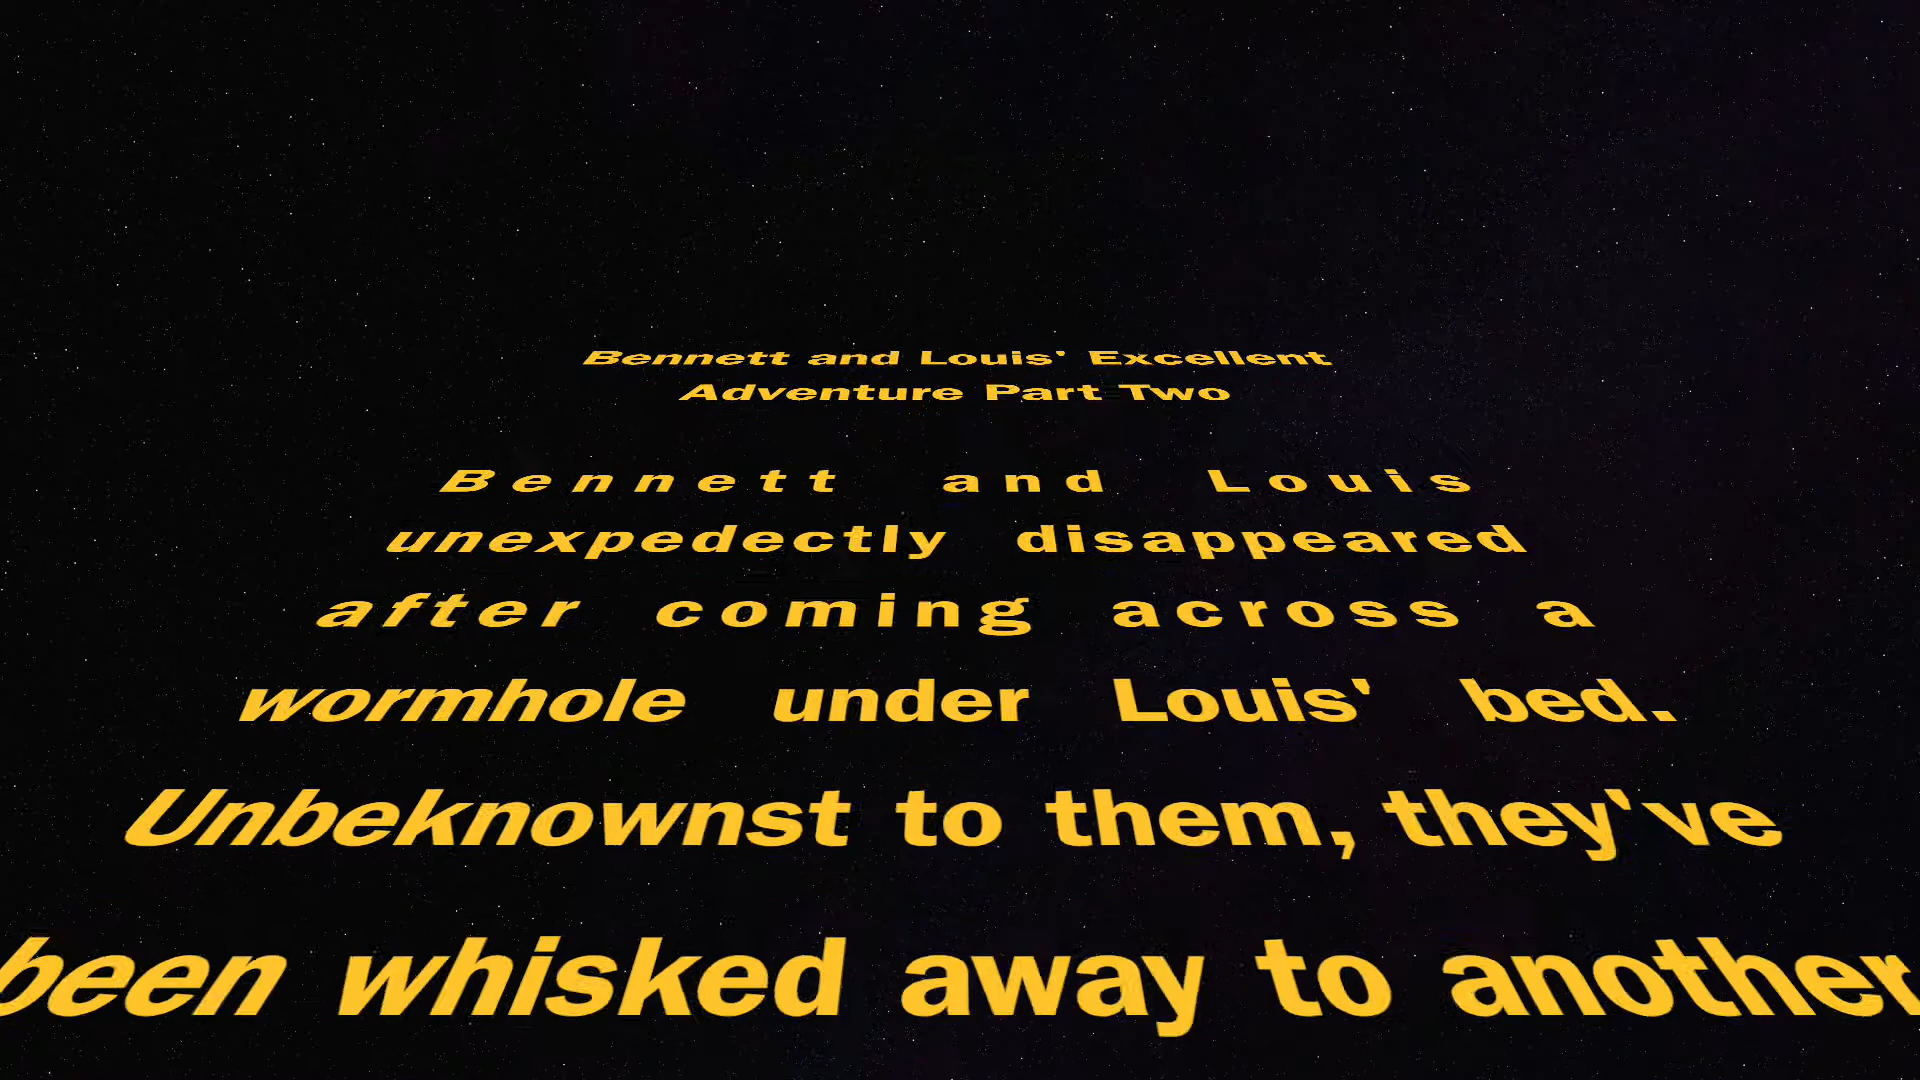 Bennett and Louis' Excellent
Adventure Part Two
Bennett and Louis
unexpedectly disappeared
after coming across a
wormhole under Louis' bed.
Unbeknownst to them, they've
been whisked away to another